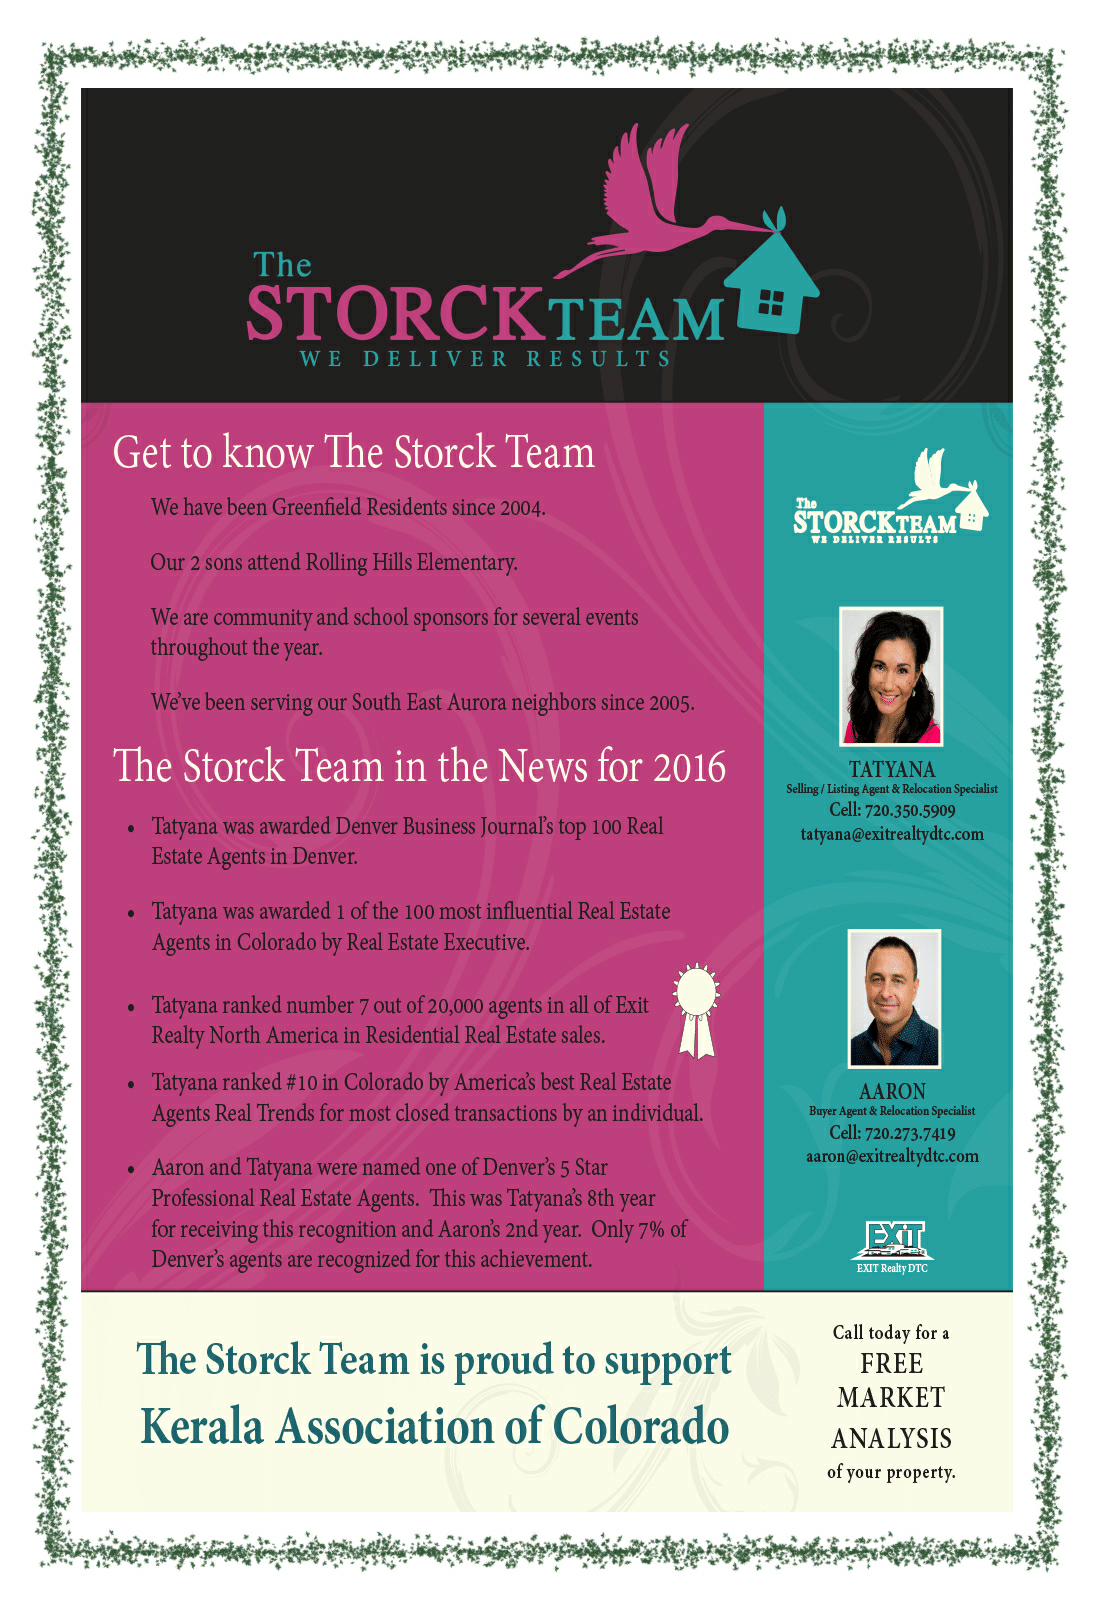 The
STORCKTEAM
WE DELIVER RESULTS
Get to know The Storck Team
We have been Greenfield Residents since 2004.
Our 2 sons attend Rolling Hills Elementary.
We are community and school sponsors for several events
throughout the year.
We've been serving our South East Aurora neighbors since 2005.
The Storck Team in the News for 2016
• Tatyana was awarded Denver Business Journal's top 100 Real
Estate Agents in Denver.
• Tatyana was awarded 1 of the 100 most influential Real Estate
Agents in Colorado by Real Estate Executive.
• Tatyana ranked number 7 out of 20,000 agents in all of Exit
Realty North America in Residential Real Estate sales.
• Tatyana ranked #10 in Colorado by America's best Real Estate
Agents Real Trends for most closed transactions by an individual.
• Aaron and Tatyana were named one of Denver's 5 Star
Professional Real Estate Agents.  This was Tatyana's 8th year
for receiving this recognition and Aaron's 2nd year.  Only 7% of
Denver's agents are recognized for this achievement.
The
STORCKTEAM
WE DELIVER RESULTS
TATYANA
Selling / Listing Agent & Relocation Specialist
Cell: 720.350.5909
tatyana@exitrealtydtc.com
AARON
Buyer Agent & Relocation Specialist
Cell: 720.273.7419
aaron@exitrealtydtc.com
EXiT
EXIT Realty DTC
The Storck Team is proud to support
Kerala Association of Colorado
Call today for a
FREE
MARKET
ANALYSIS
of your property.